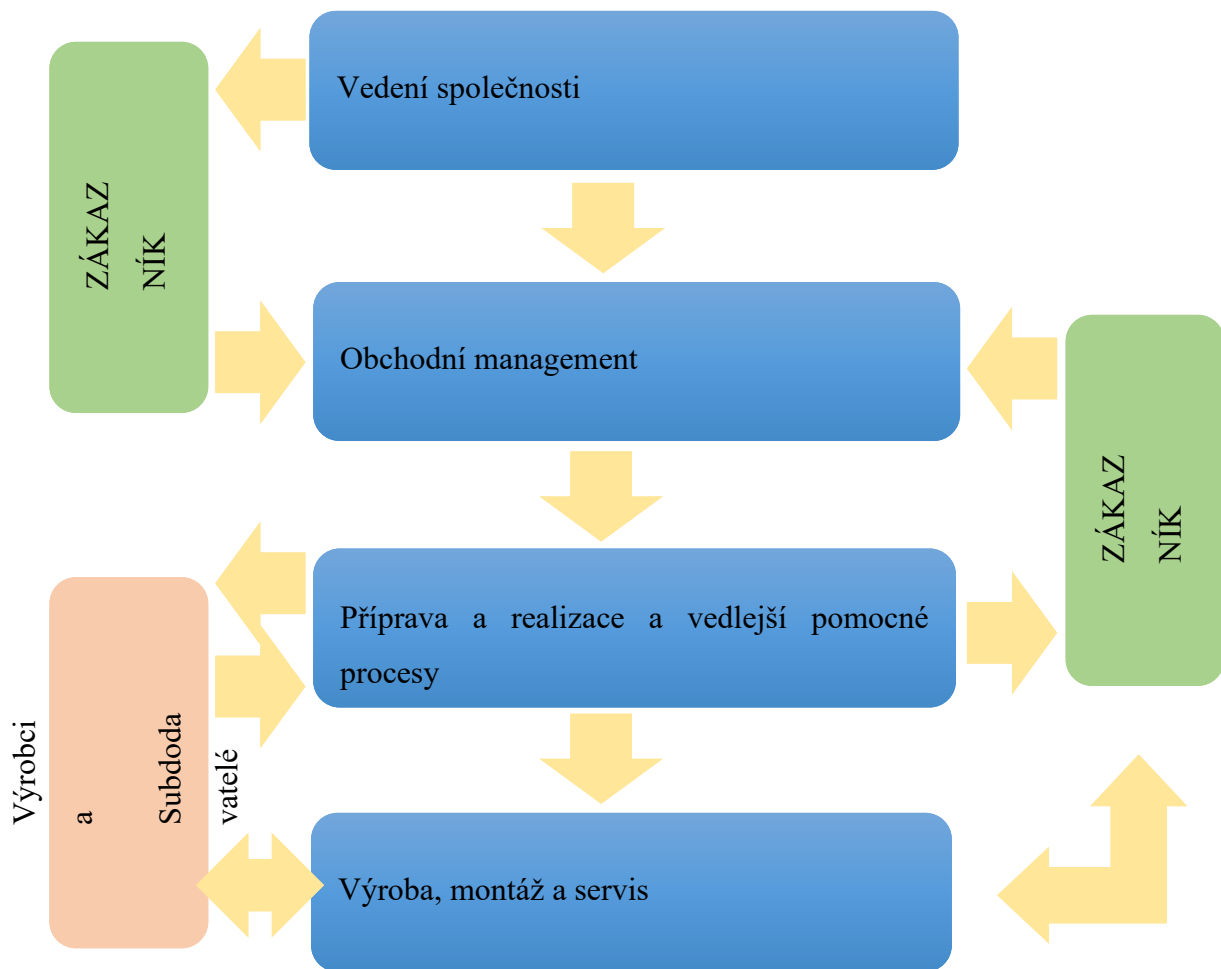 Vedení společnosti
ZÁKAZ
NÍK
Obchodní management
ZÁKAZ
NÍK
Příprava a realizace a vedlejší pomocné
procesy
Výrobci
a Subdoda
vatelé
Výroba, montáž a servis